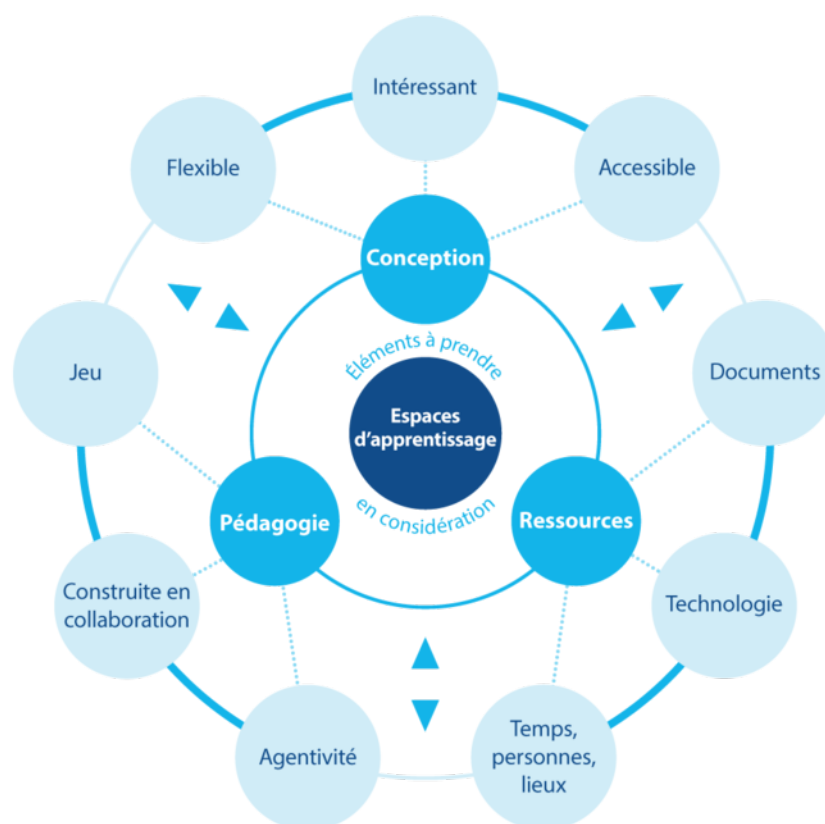 Intéressant
Flexible
Accessible
Conception
Éléments à prendre
Jeu
Documents
Espaces
d'apprentissage
en considération
Pédagogie
Ressources
Construite en
collaboration
Technologie
Agentivité
Temps,
personnes,
lieux